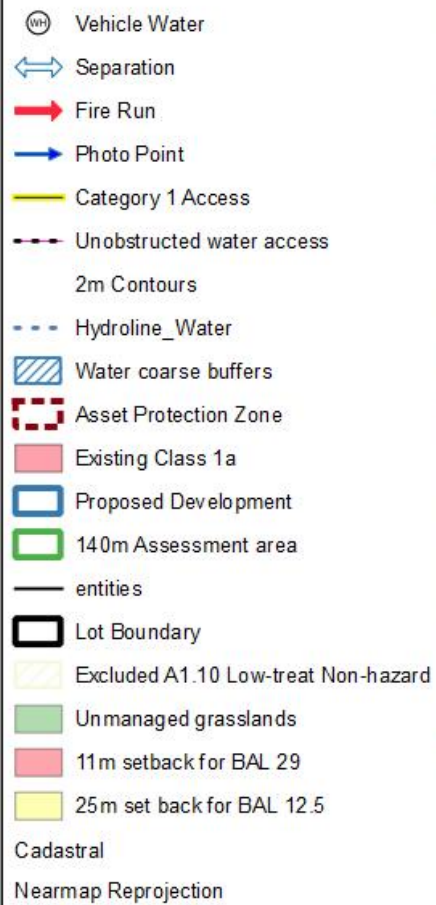 WH Vehicle Water
Separation
Fire Run
Photo Point
Category 1 Access
Unobstructed water access
2m Contours
Hydroline_Water
Water coarse buffers
Asset Protection Zone
Existing Class 1a
Proposed Development
140m Assessment area
entities
Lot Boundary
Excluded A1.10 Low-treat Non-hazard
Unmanaged grasslands
11m setback for BAL 29
25m set back for BAL 12.5
Cadastral
Nearmap Reprojection